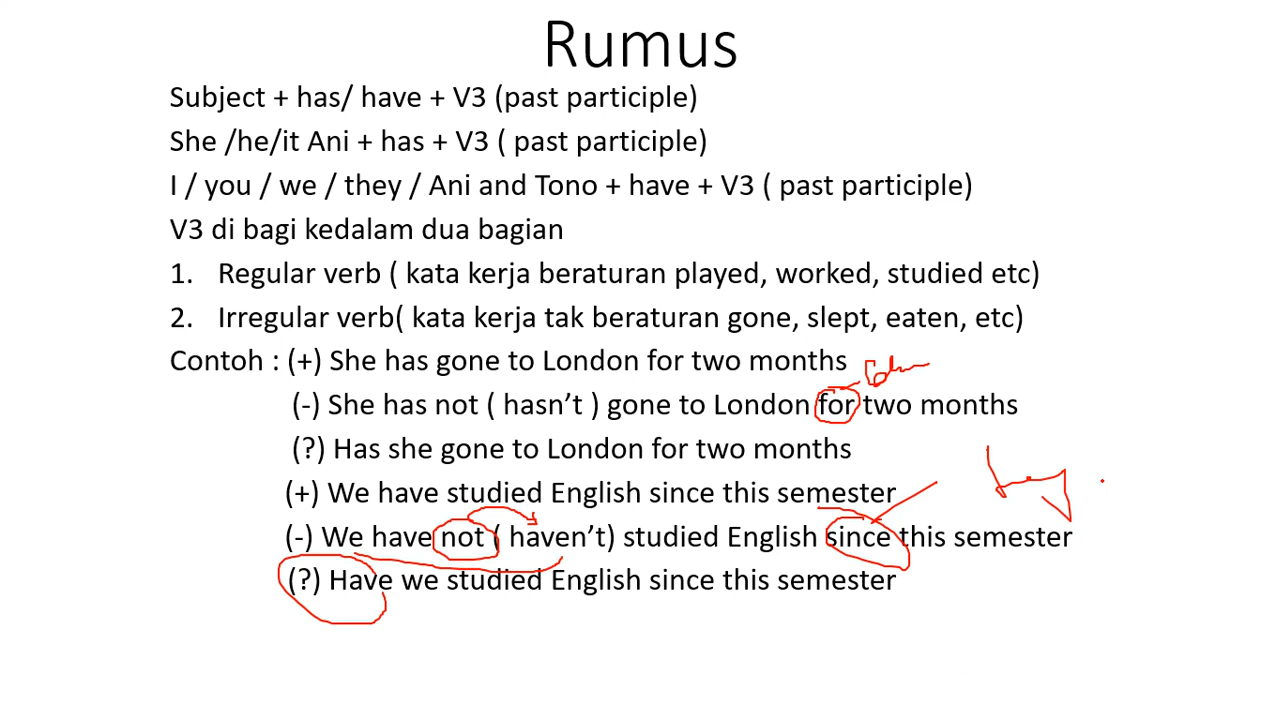 Rumus
Subject + has/ have + V3 (past participle)
She /he/it Ani + has + V3 ( past participle)
I / you / we / they / Ani and Tono + have + V3 ( past participle)
V3 di bagi kedalam dua bagian
1. Regular verb ( kata kerja beraturan played, worked, studied etc)
2. Irregular verb( kata kerja tak beraturan gone, slept, eaten, etc)
Contoh : (+) She has gone to London for two months
(-) She has not ( hasn’t ) gone to London for two months
(?) Has she gone to London for two months
(+) We have studied English since this semester
(-) We have not ( haven’t) studied English since this semester
(?) Have we studied English since this semester